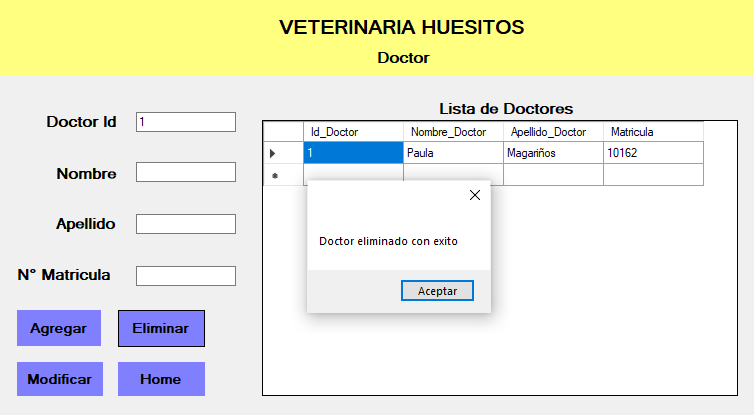 VETERINARIA HUESITOS
Doctor
Doctor Id 1
Nombre
Apellido
N° Matricula
Agregar Eliminar
Modificar Home
Lista de Doctores
Id_Doctor Nombre_Doctor Apellido_Doctor Matricula
1 Paula Magariños 10162
Doctor eliminado con exito
Aceptar